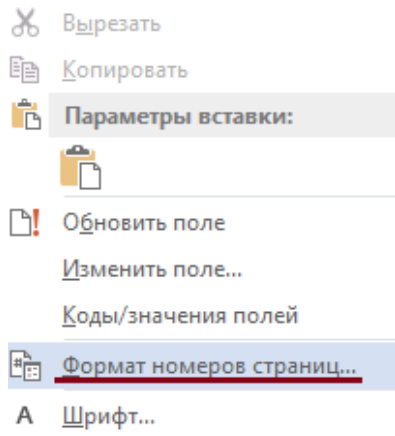 Вырезать
Копировать
Параметры вставки:
Обновить поле
Изменить поле...
Коды/значения полей
Формат номеров страниц...
Шрифт...